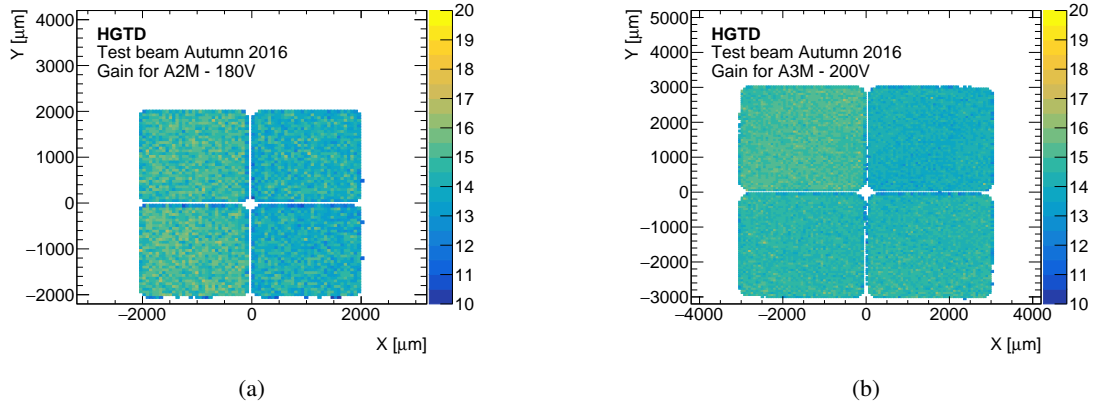 Y [μm]
HGTD
Test beam Autumn 2016
Gain for A2M - 180V
4000
3000
2000
1000
0
−1000
−2000
−2000 0 2000
X [μm]
20
19
18
17
16
15
14
13
12
11
10
(a)
Y [μm]
HGTD
Test beam Autumn 2016
Gain for A3M - 200V
5000
4000
3000
2000
1000
0
−1000
−2000
−3000
−4000 −2000 0 2000 4000
X [μm]
20
19
18
17
16
15
14
13
12
11
10
(b)